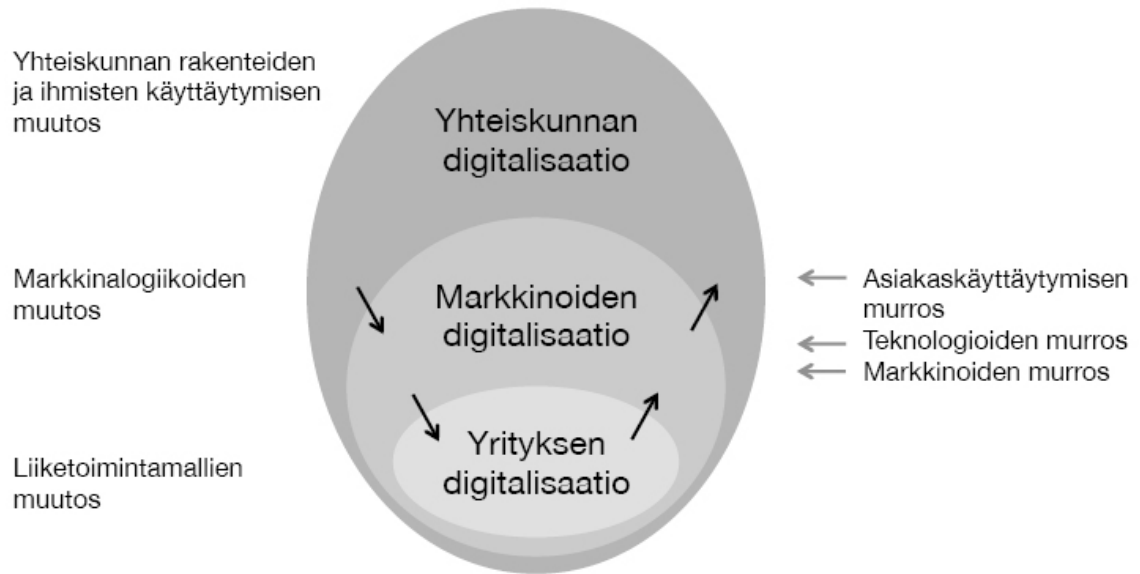 Yhteiskunnan rakenteiden
ja ihmisten käyttäytymisen
muutos
Yhteiskunnan
digitalisaatio
Markkinalogiikoiden
muutos
Markkinoiden
digitalisaatio
Asiakaskäyttäytymisen
murros
Teknologioiden murros
Markkinoiden murros
Liiketoimintamallien
muutos
Yrityksen
digitalisaatio